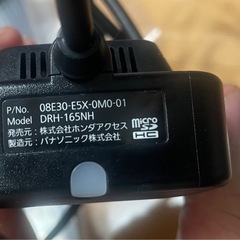 P/No. 08E30-E5X-0M0-01
Model DRH-165NH
発売元：株式会社ホンダアクセス
製造元：パナソニック株式会社
micro SD HC